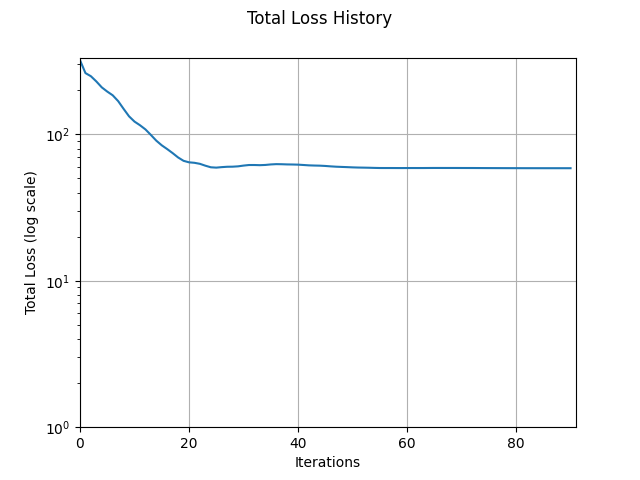 Total Loss History
Total Loss (log scale)
10²
10¹
10⁰
0 20 40 60 80
Iterations